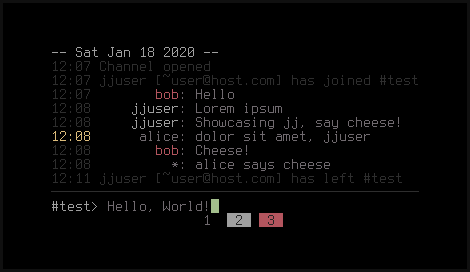 -- Sat Jan 18 2020 --
12:07 Channel opened
12:07 jjuser [~user@host.com] has joined #test
12:07 bob: Hello
12:08 jjuser: Lorem ipsum
12:08 jjuser: Showcasing jj, say cheese!
12:08 alice: dolor sit amet, jjuser
12:08 bob: Cheese!
12:08 *: alice says cheese
12:11 jjuser [~user@host.com] has left #test
#test> Hello, World!
1 2 3